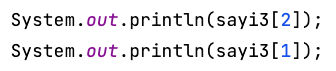 System.out.println(sayi3[2]);
System.out.println(sayi3[1]);